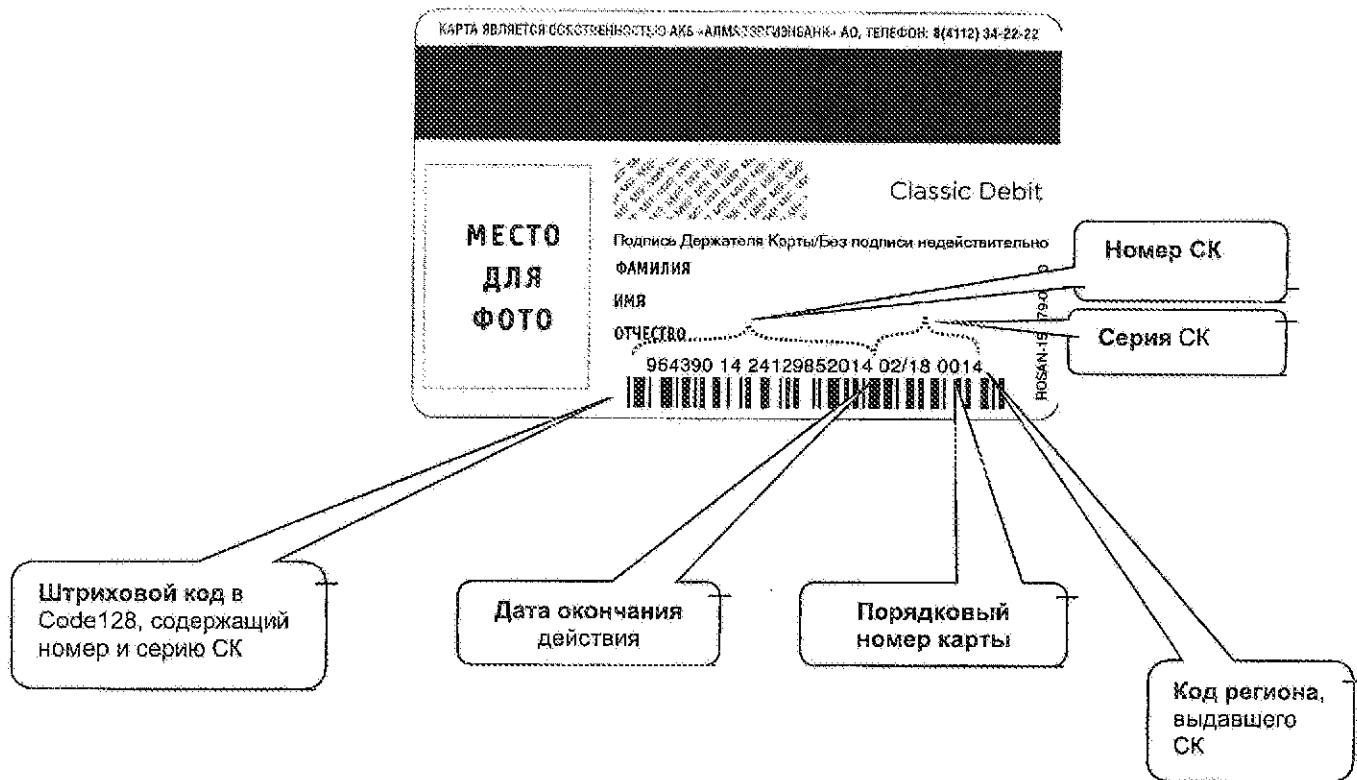 КАРТА ЯВЛЯЕТСЯ СОБСТВЕННОСТЬЮ АКБ «АЛМАЗЭРГИЭНБАНК» АО, ТЕЛЕФОН: 8(4112) 34-22-22
Classic Debit
МЕСТО
ДЛЯ
ФОТО
Подпись Держателя Карты/Без подписи недействительно
ФАМИЛИЯ
ИМЯ
ОТЧЕСТВО
964390 14 24129852014 02/18 0014
Номер СК
Серия СК
Штриховой код в
Code128, содержащий
номер и серию СК
Дата окончания
действия
Порядковый
номер карты
Код региона,
выдавшего
СК